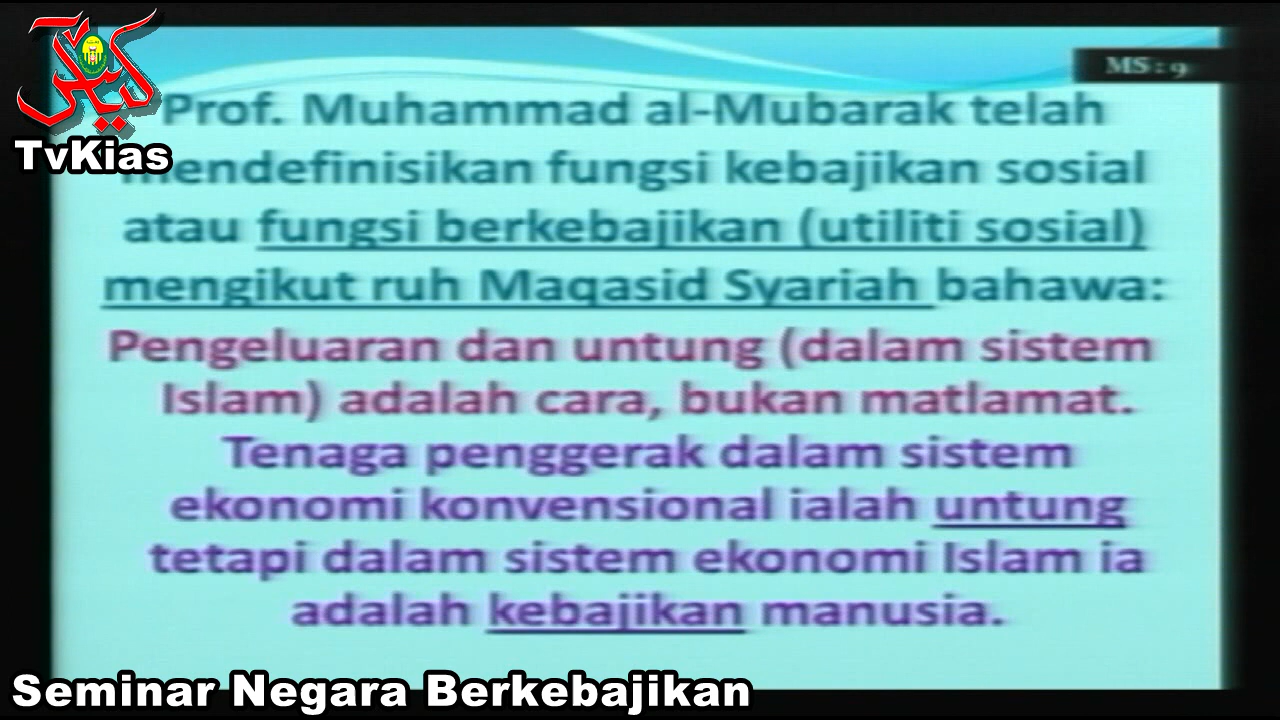 MS : 9
Prof. Muhammad al-Mubarak telah
mendefinisikan fungsi kebajikan sosial
atau fungsi berkebajikan (utiliti sosial)
mengikut ruh Maqasid Syariah bahawa:
Pengeluaran dan untung (dalam sistem
Islam) adalah cara, bukan matlamat.
Tenaga penggerak dalam sistem
ekonomi konvensional ialah untung
tetapi dalam sistem ekonomi Islam ia
adalah kebajikan manusia.
TvKias
Seminar Negara Berkebajikan